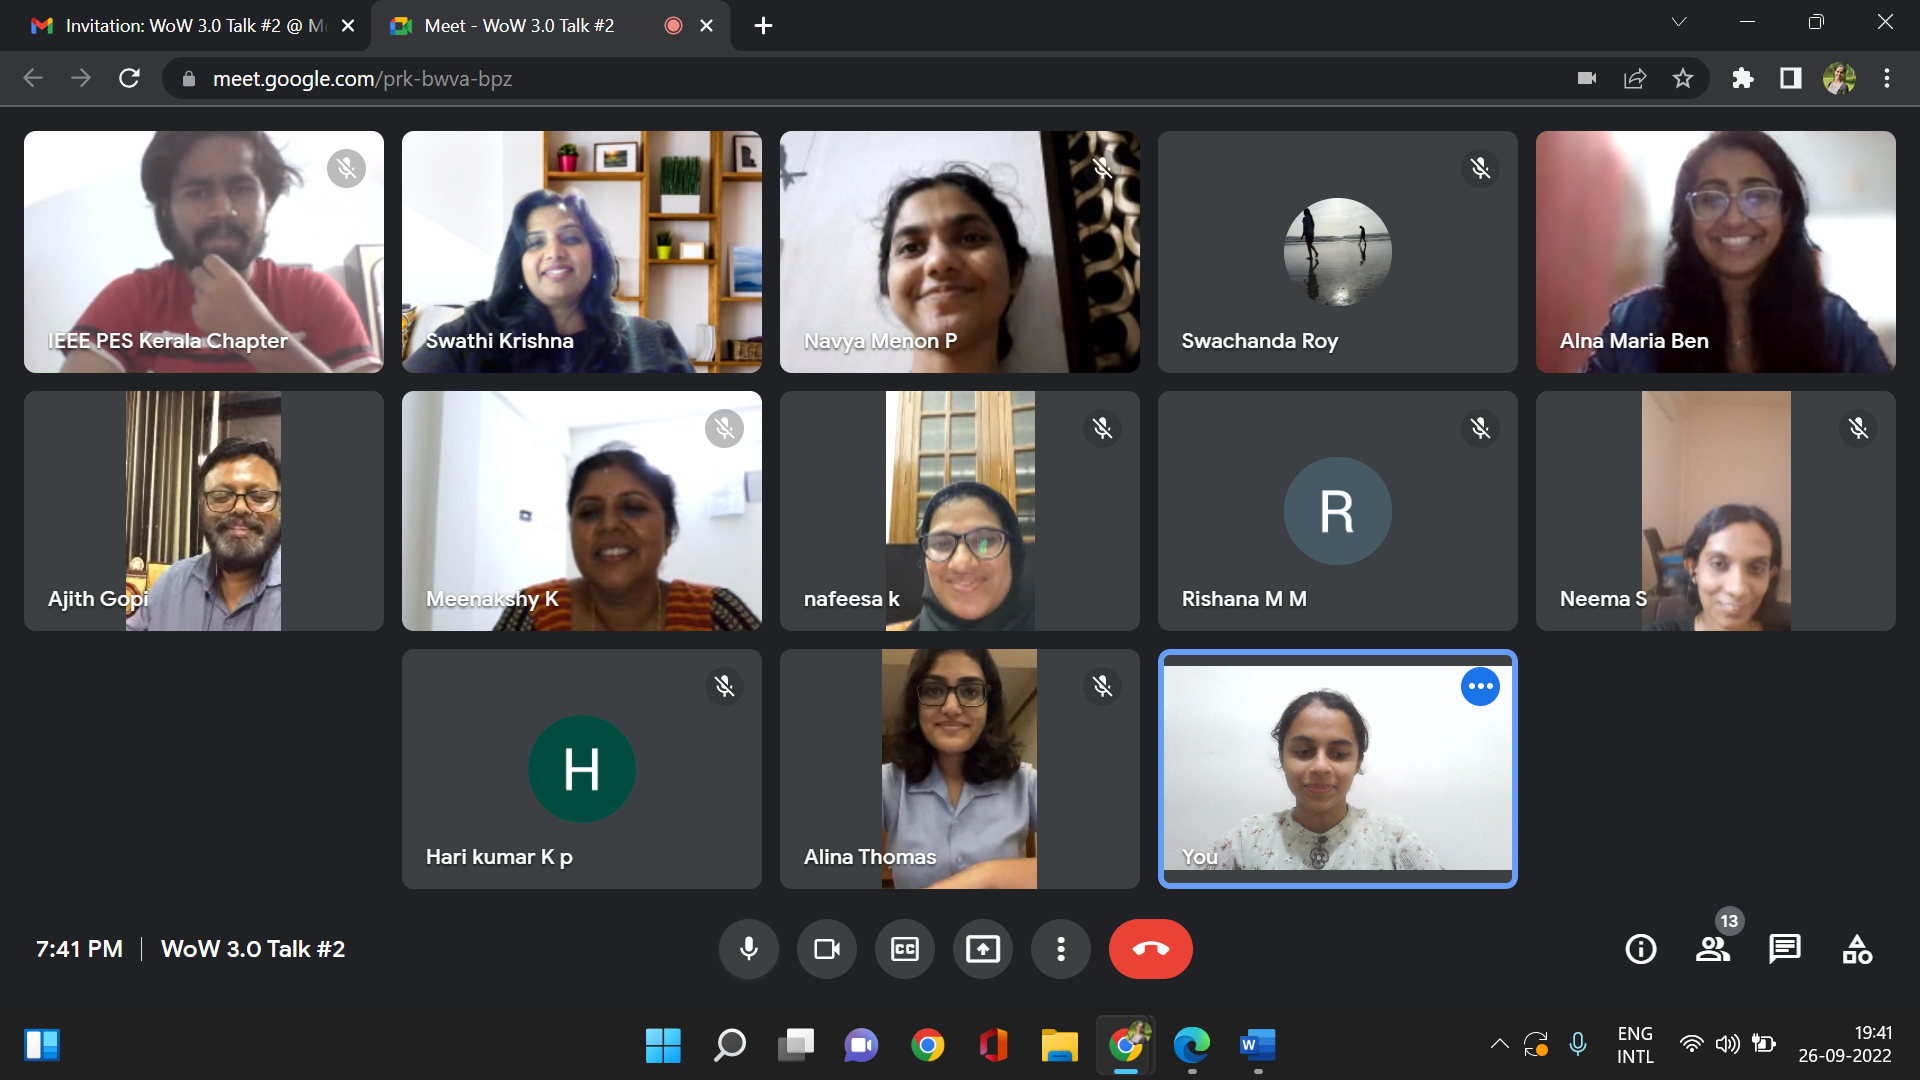 Invitation: WoW 3.0 Talk #2 @ M
Meet - WoW 3.0 Talk #2
meet.google.com/prk-bwva-bpz
IEEE PES Kerala Chapter
Swathi Krishna
Navya Menon P
Swachanda Roy
Alna Maria Ben
Ajith Gopi
Meenakshy K
nafeesa k
R
Rishana M M
Neema S
H
Hari kumar K p
Alina Thomas
You
7:41 PM
WoW 3.0 Talk #2
CC
13
W
ENG
INTL
19:41
26-09-2022